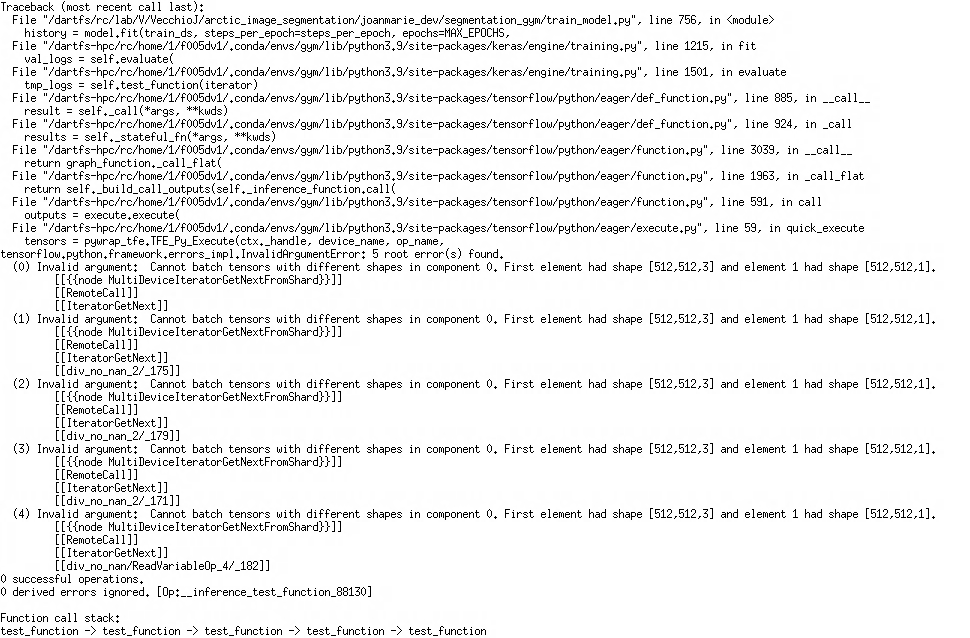 Traceback (most recent call last):
  File "/dartfs/rc/lab/V/VecchioJ/arctic_image_segmentation/joanmarie_dev/segmentation_gym/train_model.py", line 756, in <module>
    history = model.fit(train_ds, steps_per_epoch=steps_per_epoch, epochs=MAX_EPOCHS,
  File "/dartfs-hpc/rc/home/1/f005dv1/.conda/envs/gym/lib/python3.9/site-packages/keras/engine/training.py", line 1215, in fit
    val_logs = self.evaluate(
  File "/dartfs-hpc/rc/home/1/f005dv1/.conda/envs/gym/lib/python3.9/site-packages/keras/engine/training.py", line 1501, in evaluate
    tmp_logs = self.test_function(iterator)
  File "/dartfs-hpc/rc/home/1/f005dv1/.conda/envs/gym/lib/python3.9/site-packages/tensorflow/python/eager/def_function.py", line 885, in __call__
    result = self._call(*args, **kwds)
  File "/dartfs-hpc/rc/home/1/f005dv1/.conda/envs/gym/lib/python3.9/site-packages/tensorflow/python/eager/def_function.py", line 924, in _call
    results = self._stateful_fn(*args, **kwds)
  File "/dartfs-hpc/rc/home/1/f005dv1/.conda/envs/gym/lib/python3.9/site-packages/tensorflow/python/eager/function.py", line 3039, in __call__
    return graph_function._call_flat(
  File "/dartfs-hpc/rc/home/1/f005dv1/.conda/envs/gym/lib/python3.9/site-packages/tensorflow/python/eager/function.py", line 1963, in _call_flat
    return self._build_call_outputs(self._inference_function.call(
  File "/dartfs-hpc/rc/home/1/f005dv1/.conda/envs/gym/lib/python3.9/site-packages/tensorflow/python/eager/function.py", line 591, in call
    outputs = execute.execute(
  File "/dartfs-hpc/rc/home/1/f005dv1/.conda/envs/gym/lib/python3.9/site-packages/tensorflow/python/eager/execute.py", line 59, in quick_execute
    tensors = pywrap_tfe.TFE_Py_Execute(ctx._handle, device_name, op_name,
tensorflow.python.framework.errors_impl.InvalidArgumentError: 5 root error(s) found.
  (0) Invalid argument:  Cannot batch tensors with different shapes in component 0. First element had shape [512,512,3] and element 1 had shape [512,512,1].
         [[{{node MultiDeviceIteratorGetNextFromShard}}]]
         [[RemoteCall]]
         [[IteratorGetNext]]
  (1) Invalid argument:  Cannot batch tensors with different shapes in component 0. First element had shape [512,512,3] and element 1 had shape [512,512,1].
         [[{{node MultiDeviceIteratorGetNextFromShard}}]]
         [[RemoteCall]]
         [[IteratorGetNext]]
         [[div_no_nan_2/_175]]
  (2) Invalid argument:  Cannot batch tensors with different shapes in component 0. First element had shape [512,512,3] and element 1 had shape [512,512,1].
         [[{{node MultiDeviceIteratorGetNextFromShard}}]]
         [[RemoteCall]]
         [[IteratorGetNext]]
         [[div_no_nan_2/_179]]
  (3) Invalid argument:  Cannot batch tensors with different shapes in component 0. First element had shape [512,512,3] and element 1 had shape [512,512,1].
         [[{{node MultiDeviceIteratorGetNextFromShard}}]]
         [[RemoteCall]]
         [[IteratorGetNext]]
         [[div_no_nan_2/_171]]
  (4) Invalid argument:  Cannot batch tensors with different shapes in component 0. First element had shape [512,512,3] and element 1 had shape [512,512,1].
         [[{{node MultiDeviceIteratorGetNextFromShard}}]]
         [[RemoteCall]]
         [[IteratorGetNext]]
         [[div_no_nan/ReadVariableOp_4/_182]]
0 successful operations.
0 derived errors ignored. [Op:__inference_test_function_88130]

Function call stack:
test_function -> test_function -> test_function -> test_function -> test_function